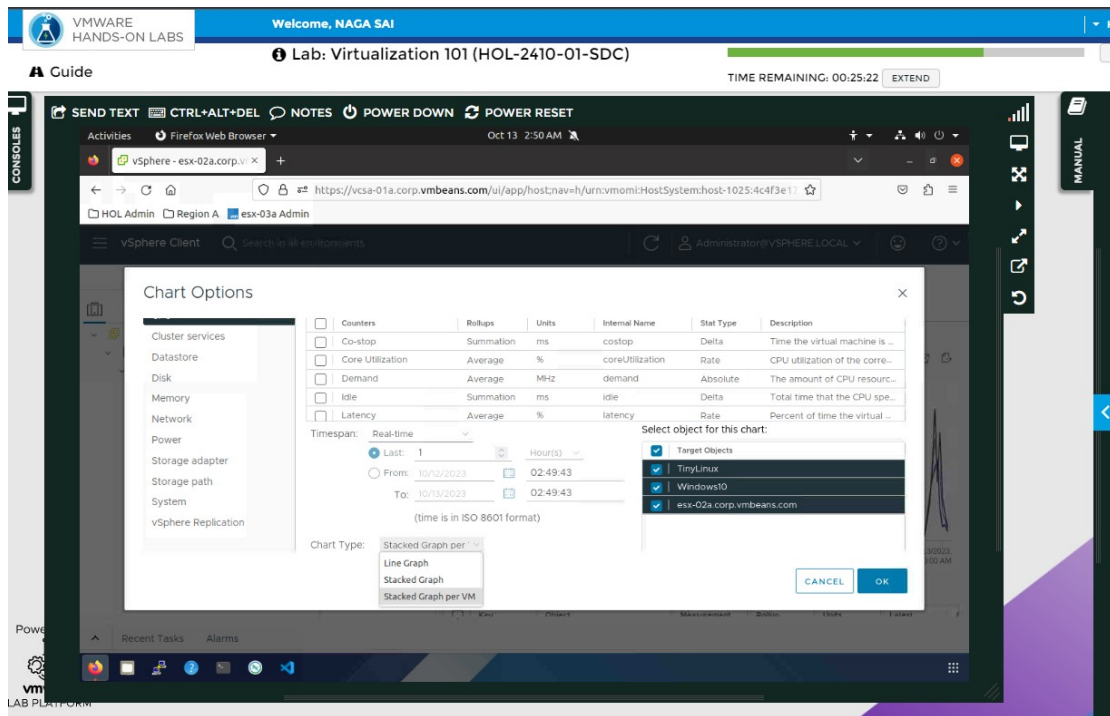 VMWARE
HANDS-ON LABS
Welcome, NAGA SAI
Lab: Virtualization 101 (HOL-2410-01-SDC)
Guide
TIME REMAINING: 00:25:22 EXTEND
CONSOLES
SEND TEXT CTRL+ALT+DEL NOTES POWER DOWN POWER RESET
MANUAL
Activities Firefox Web Browser Oct 13 2:50 AM
vSphere - esx-02a.corp.v
https://vcsa-01a.corp.vmbeans.com/ui/app/host;nav=h/urn:vmomi:HostSystem:host-1025:4c4f3e1
HOL Admin Region A esx-03a Admin
vSphere Client Search in all environments Administrator@VSPHERE.LOCAL
Chart Options
Cluster services
Datastore
Disk
Memory
Network
Power
Storage adapter
Storage path
System
vSphere Replication
Counters Rollups Units Internal Name Stat Type Description
Co-stop Summation ms costop Delta Time the virtual machine is ...
Core Utilization Average % coreUtilization Rate CPU utilization of the corre...
Demand Average MHz demand Absolute The amount of CPU resourc...
Idle Summation ms idle Delta Total time that the CPU spe...
Latency Average % latency Rate Percent of time the virtual ...
Timespan: Real-time
Last: 1 Hour(s)
From: 10/12/2023 02:49:43
To: 10/13/2023 02:49:43
(time is in ISO 8601 format)
Select object for this chart:
Target Objects
TinyLinux
Windows10
esx-02a.corp.vmbeans.com
Chart Type: Stacked Graph per
Line Graph
Stacked Graph
Stacked Graph per VM
CANCEL OK
Recent Tasks Alarms
Powe
vm
LAB PLATFORM